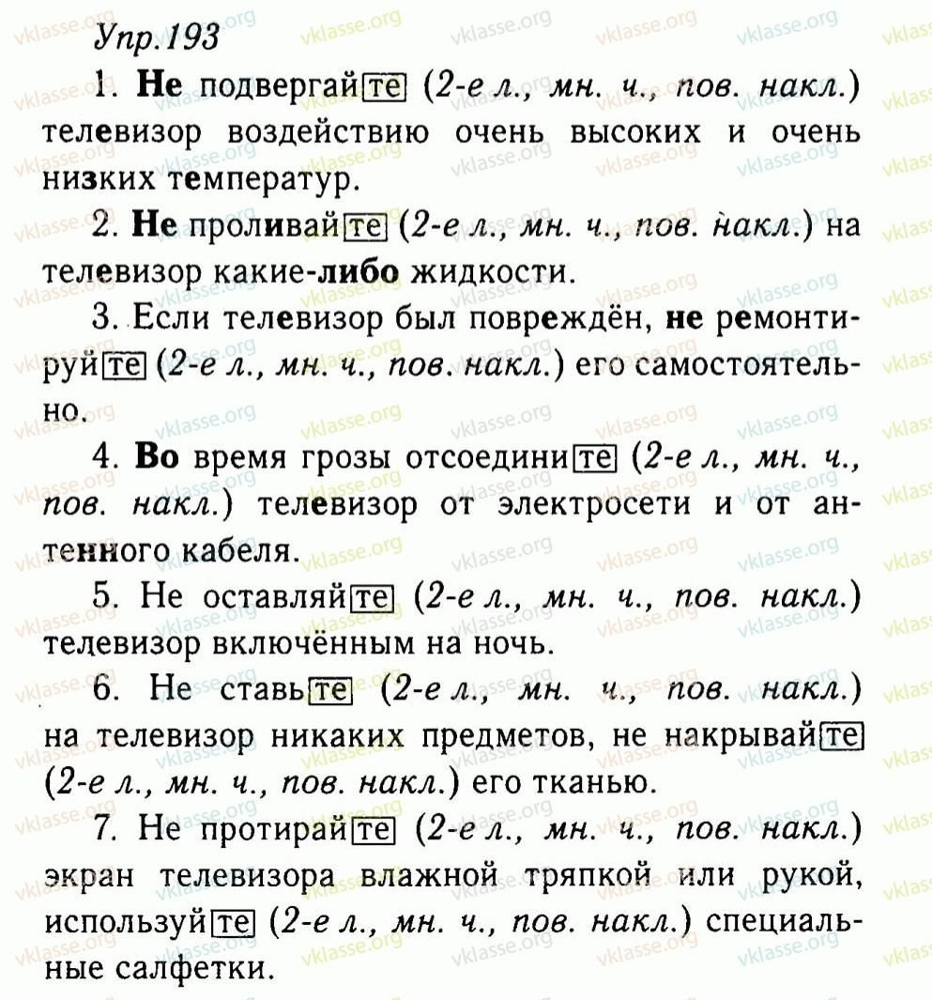 Упр.193
1. Не подвергайте (2-е л., мн. ч., пов. накл.)
телевизор воздействию очень высоких и очень
низких температур.
2. Не проливайте (2-е л., мн. ч., пов. накл.) на
телевизор какие-либо жидкости.
3. Если телевизор был повреждён, не ремонти-
руйте (2-е л., мн. ч., пов. накл.) его самостоятель-
но.
4. Во время грозы отсоедините (2-е л., мн. ч.,
пов. накл.) телевизор от электросети и от ан-
тенного кабеля.
5. Не оставляйте (2-е л., мн. ч., пов. накл.)
телевизор включённым на ночь.
6. Не ставьте (2-е л., мн. ч., пов. накл.)
на телевизор никаких предметов, не накрывайте
(2-е л., мн. ч., пов. накл.) его тканью.
7. Не протирайте (2-е л., мн. ч., пов. накл.)
экран телевизора влажной тряпкой или рукой,
используйте (2-е л., мн. ч., пов. накл.) специаль-
ные салфетки.
vklasse.org